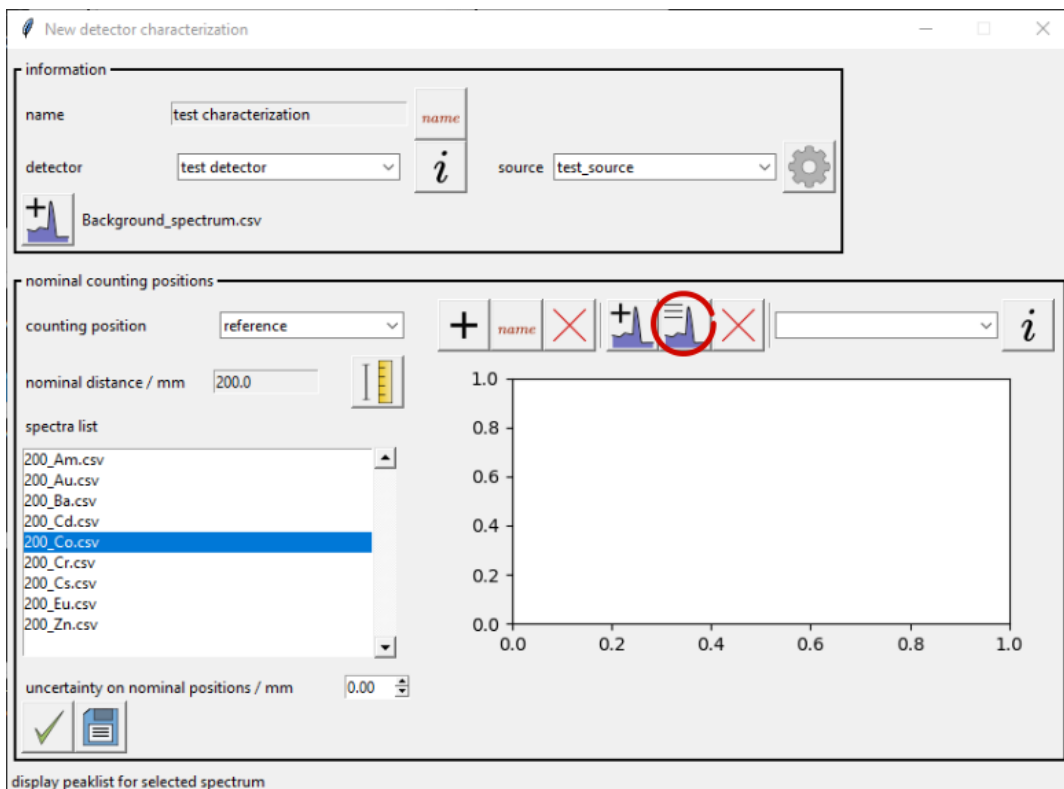 New detector characterization
information
name test characterization name
detector test detector i source test_source
Background_spectrum.csv
nominal counting positions
counting position reference name i
nominal distance / mm 200.0
spectra list
200_Am.csv
200_Au.csv
200_Ba.csv
200_Cd.csv
200_Co.csv
200_Cr.csv
200_Cs.csv
200_Eu.csv
200_Zn.csv
1.0
0.8
0.6
0.4
0.2
0.0
0.0 0.2 0.4 0.6 0.8 1.0
uncertainty on nominal positions / mm 0.00
display peaklist for selected spectrum